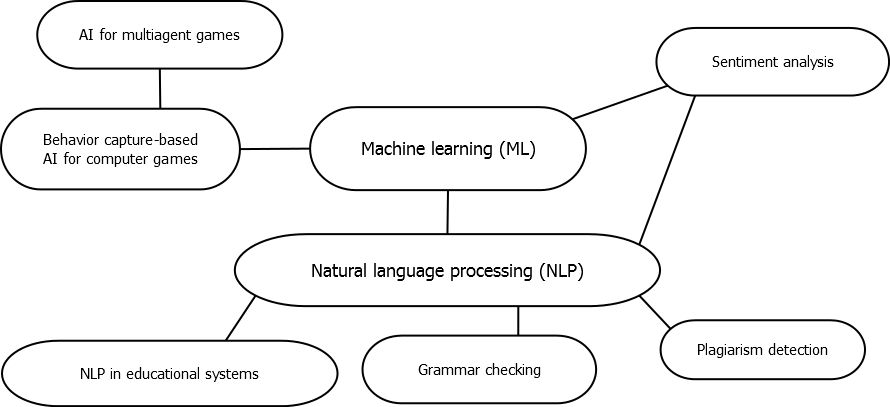 AI for multiagent games
Sentiment analysis
Behavior capture-based
AI for computer games
Machine learning (ML)
Natural language processing (NLP)
NLP in educational systems
Grammar checking
Plagiarism detection